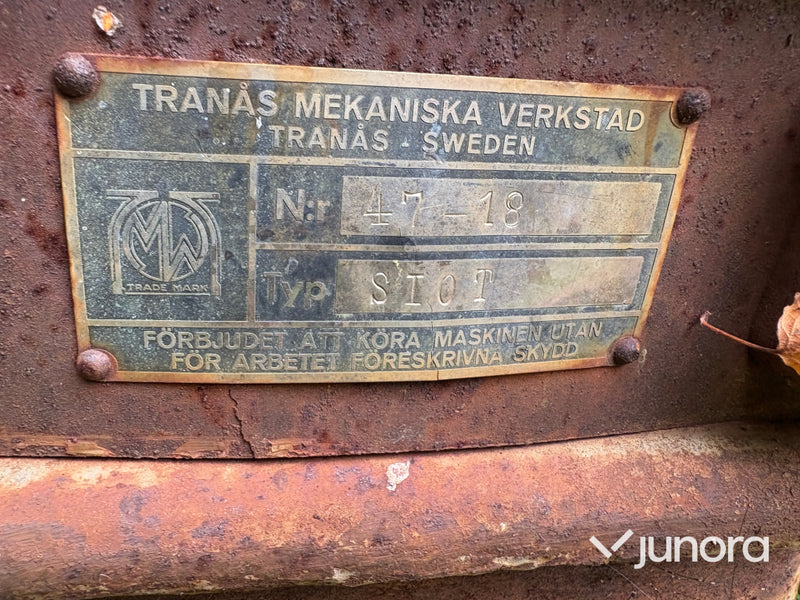 TRANÅS MEKANISKA VERKSTAD
TRANÅS - SWEDEN
TMW
TRADE MARK
N:r 47-18
Typ SIOT
FÖRBJUDET ATT KÖRA MASKINEN UTAN
FÖR ARBETET FÖRESKRIVNA SKYDD
junora